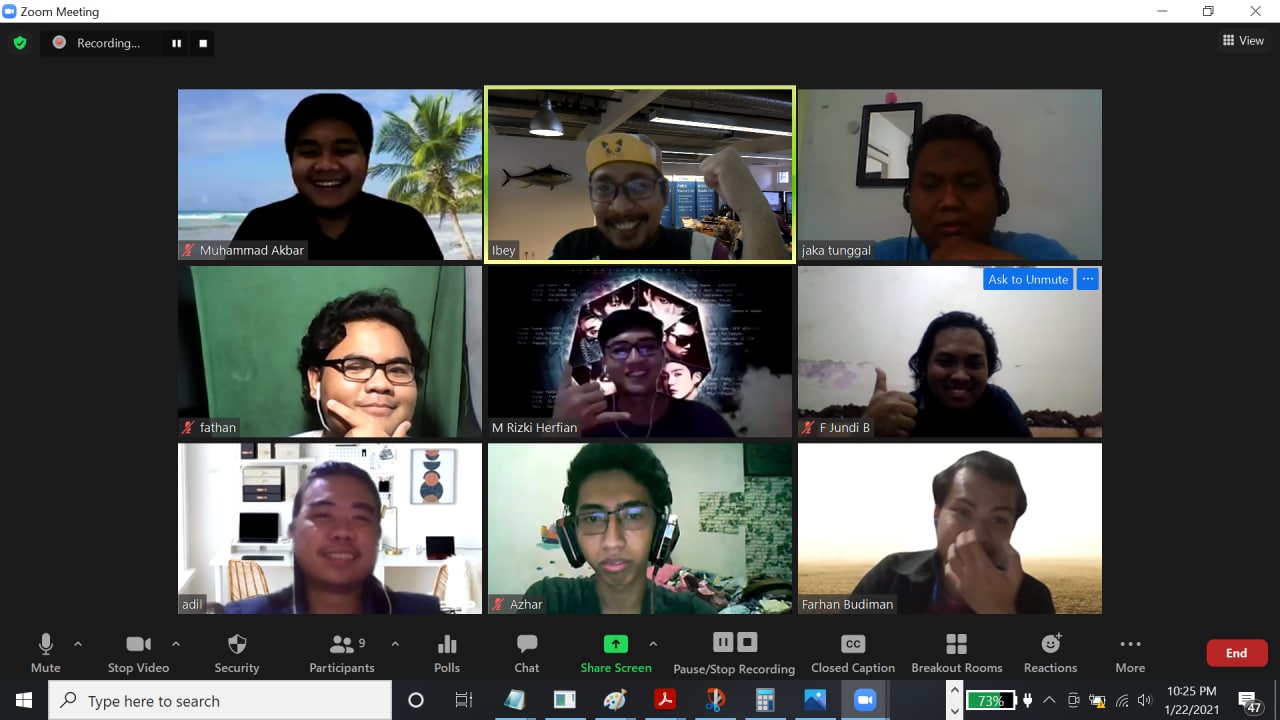 Zoom Meeting
Recording...
View
Muhammad Akbar
Ibey
jaka tunggal
Ask to Unmute
...
fathan
M Rizki Herfian
F Jundi B
adil
Azhar
Farhan Budiman
9
Mute
Stop Video
Security
Participants
Polls
Chat
Share Screen
Pause/Stop Recording
CC
Closed Caption
Breakout Rooms
Reactions
More
End
Type here to search
73%
10:25 PM
1/22/2021
47